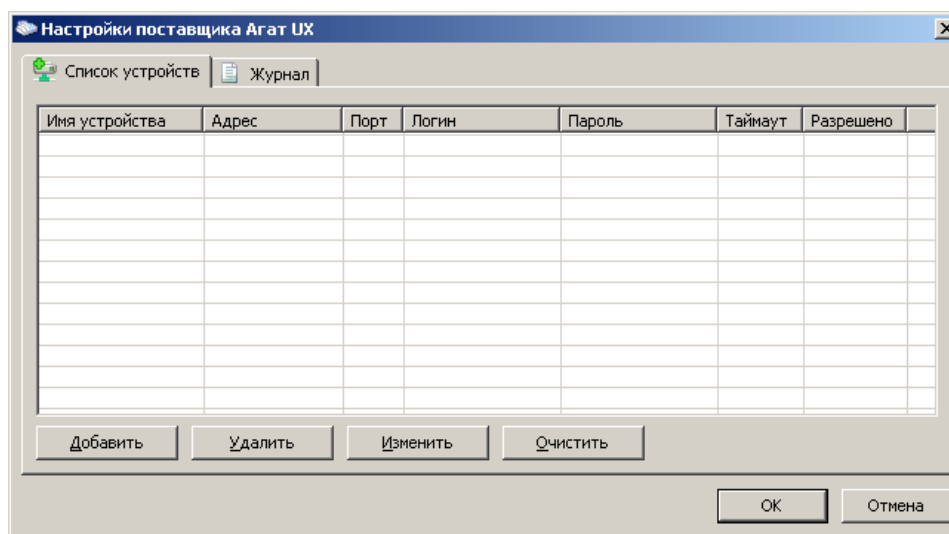 Настройки поставщика Агат UX
Список устройств Журнал
Имя устройства Адрес Порт Логин Пароль Таймаут Разрешено
Добавить Удалить Изменить Очистить
OK Отмена